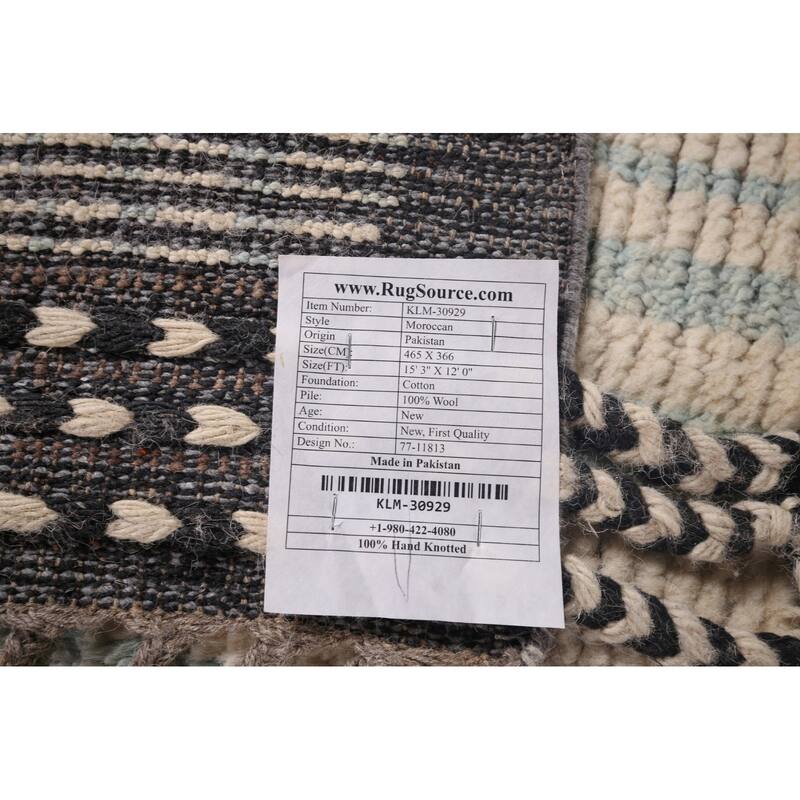 www.RugSource.com
Item Number: KLM-30929
Style Moroccan
Origin Pakistan
Size(CM): 465 X 366
Size(FT): 15' 3" X 12' 0"
Foundation: Cotton
Pile: 100% Wool
Age: New
Condition: New, First Quality
Design No.: 77-11813
Made in Pakistan
KLM-30929
+1-980-422-4080
100% Hand Knotted